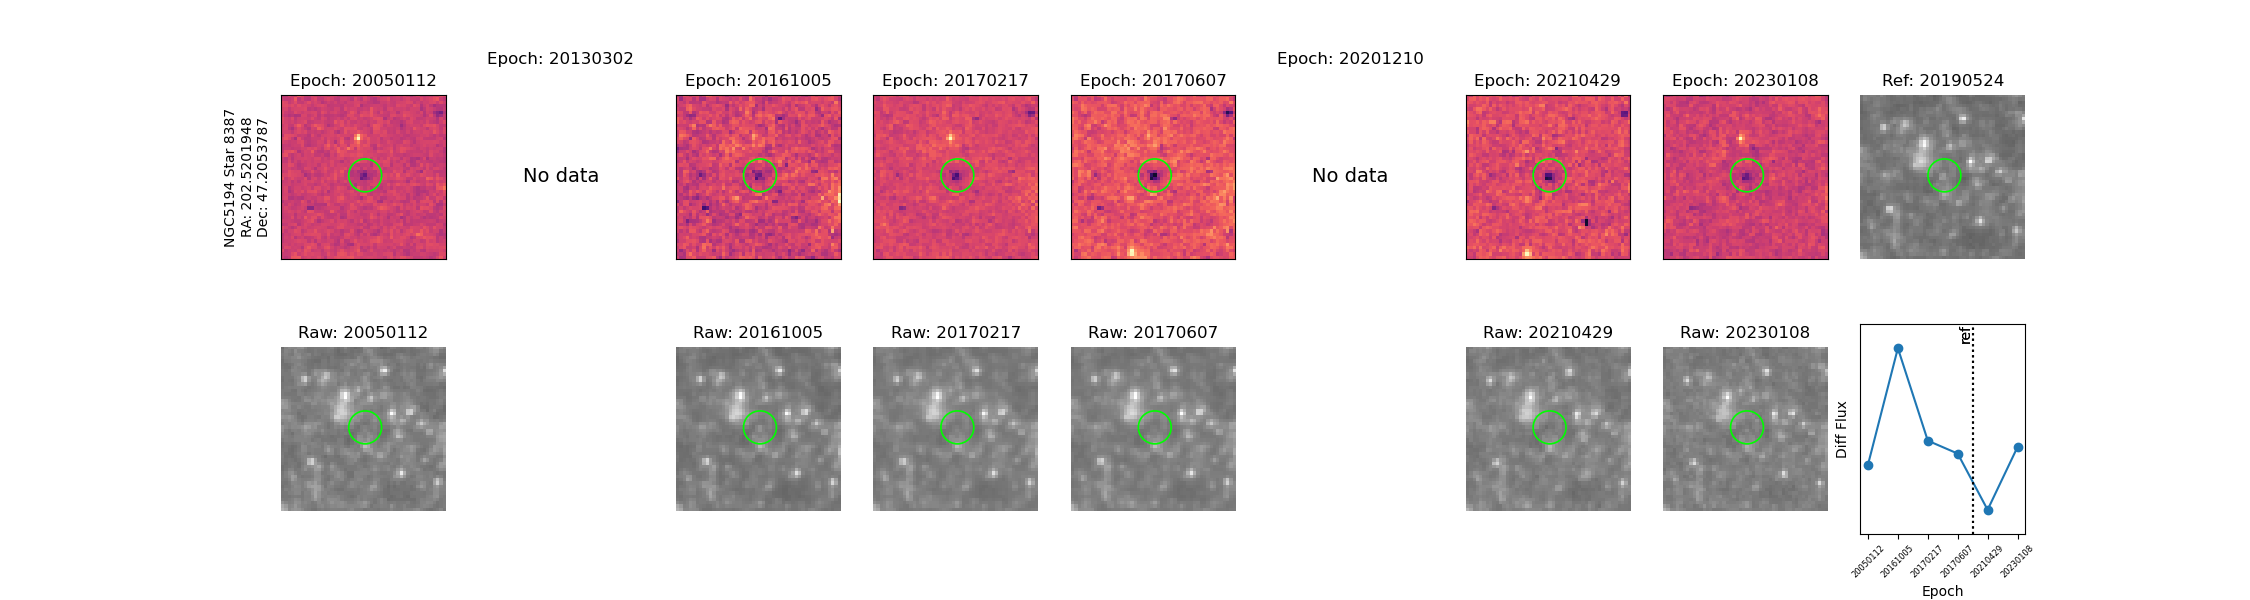 Epoch: 20130302
Epoch: 20201210
Epoch: 20050112
Epoch: 20161005
Epoch: 20170217
Epoch: 20170607
Epoch: 20210429
Epoch: 20230108
Ref: 20190524
NGC5194 Star 8387
RA: 202.5201948
Dec: 47.2053787
No data
No data
Raw: 20050112
Raw: 20161005
Raw: 20170217
Raw: 20170607
Raw: 20210429
Raw: 20230108
ref
Diff Flux
20050112
20161005
20170217
20170607
20210429
20230108
Epoch